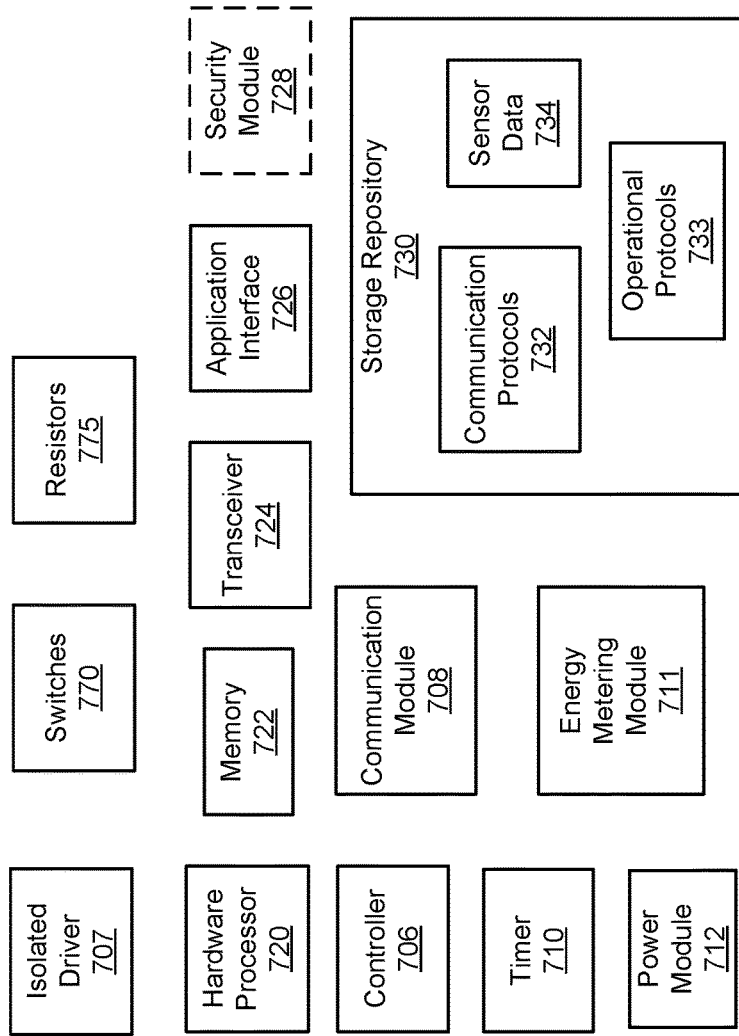 Isolated
Driver
707
Switches
770
Resistors
775
Hardware
Processor
720
Memory
722
Transceiver
724
Application
Interface
726
Security
Module
728
Controller
706
Communication
Module
708
Timer
710
Energy
Metering
Module
711
Power
Module
712
Storage Repository
730
Communication
Protocols
732
Sensor
Data
734
Operational
Protocols
733